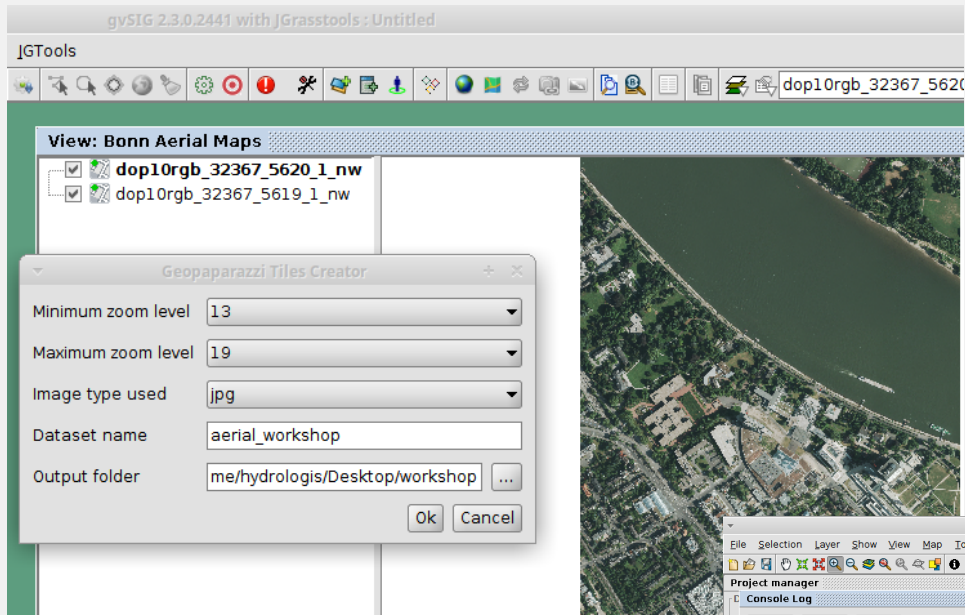 gvSIG 2.3.0.2441 with JGrasstools : Untitled
JGTools
dop10rgb_32367_5620
View: Bonn Aerial Maps
dop10rgb_32367_5620_1_nw
dop10rgb_32367_5619_1_nw
Geopaparazzi Tiles Creator
Minimum zoom level 13
Maximum zoom level 19
Image type used jpg
Dataset name aerial_workshop
Output folder me/hydrologis/Desktop/workshop ...
Ok Cancel
File Selection Layer Show View Map To
Project manager
Console Log